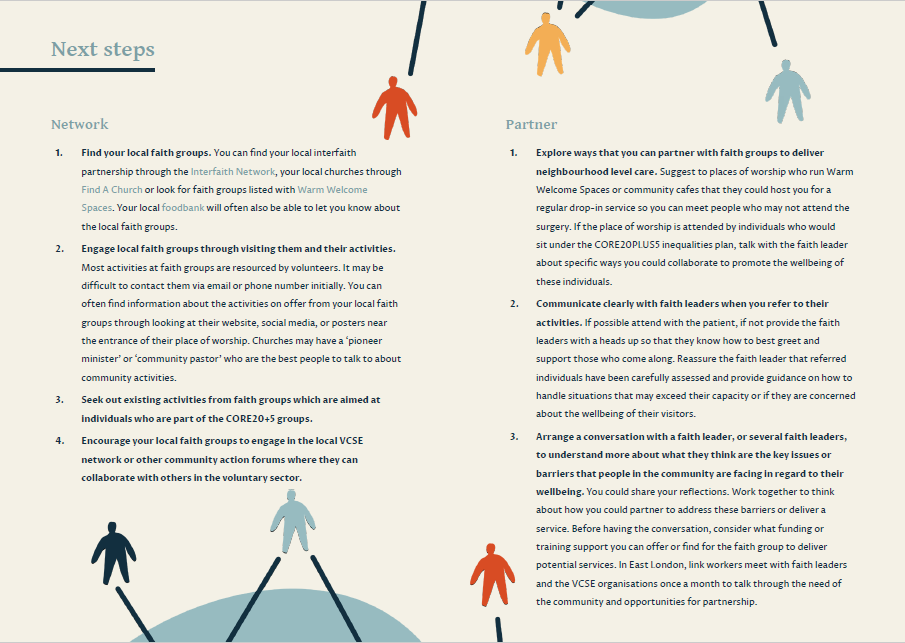 Next steps
Network
1. Find your local faith groups. You can find your local interfaith
partnership through the Interfaith Network, your local churches through
Find A Church or look for faith groups listed with Warm Welcome
Spaces. Your local foodbank will often also be able to let you know about
the local faith groups.
2. Engage local faith groups through visiting them and their activities.
Most activities at faith groups are resourced by volunteers. It may be
difficult to contact them via email or phone number initially. You can
often find information about the activities on offer from your local faith
groups through looking at their website, social media, or posters near
the entrance of their place of worship. Churches may have a ‘pioneer
minister’ or ‘community pastor’ who are the best people to talk to about
community activities.
3. Seek out existing activities from faith groups which are aimed at
individuals who are part of the CORE20+5 groups.
4. Encourage your local faith groups to engage in the local VCSE
network or other community action forums where they can
collaborate with others in the voluntary sector.
Partner
1. Explore ways that you can partner with faith groups to deliver
neighbourhood level care. Suggest to places of worship who run Warm
Welcome Spaces or community cafes that they could host you for a
regular drop-in service so you can meet people who may not attend the
surgery. If the place of worship is attended by individuals who would
sit under the CORE20PLUS5 inequalities plan, talk with the faith leader
about specific ways you could collaborate to promote the wellbeing of
these individuals.
2. Communicate clearly with faith leaders when you refer to their
activities. If possible attend with the patient, if not provide the faith
leaders with a heads up so that they know how to best greet and
support those who come along. Reassure the faith leader that referred
individuals have been carefully assessed and provide guidance on how to
handle situations that may exceed their capacity or if they are concerned
about the wellbeing of their visitors.
3. Arrange a conversation with a faith leader, or several faith leaders,
to understand more about what they think are the key issues or
barriers that people in the community are facing in regard to their
wellbeing. You could share your reflections. Work together to think
about how you could partner to address these barriers or deliver a
service. Before having the conversation, consider what funding or
training support you can offer or find for the faith group to deliver
potential services. In East London, link workers meet with faith leaders
and the VCSE organisations once a month to talk through the need of
the community and opportunities for partnership.